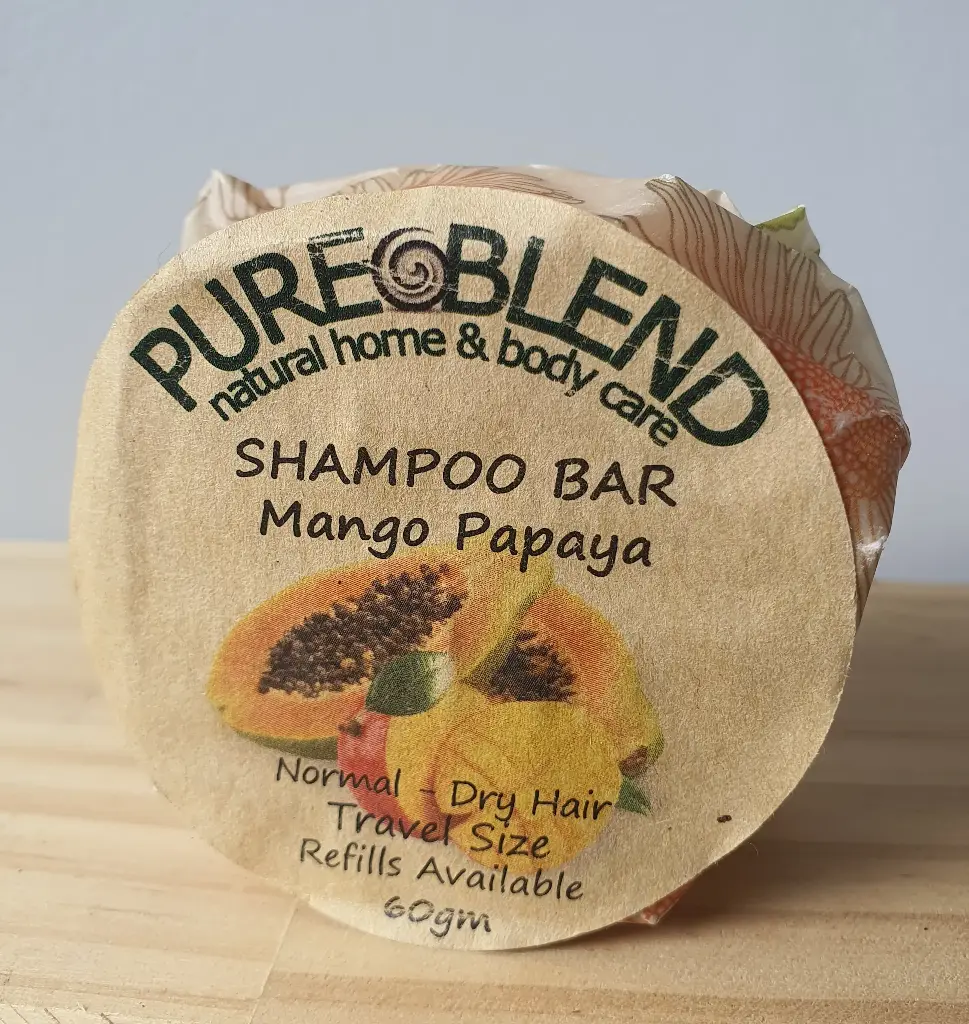 PURE BLEND
natural home & body care
SHAMPOO BAR
Mango Papaya
Normal - Dry Hair
Travel Size
Refills Available
60gm